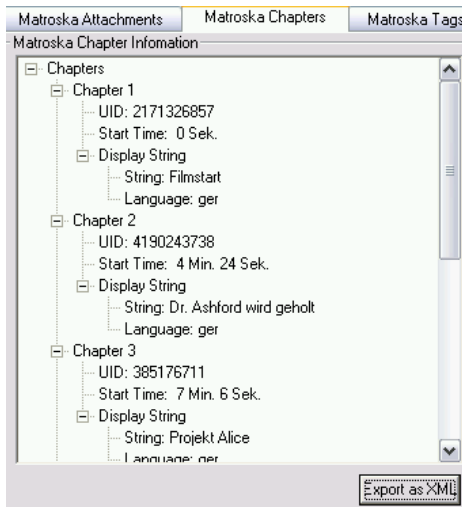 Matroska Attachments Matroska Chapters Matroska Tags
Matroska Chapter Infomation
Chapters
Chapter 1
UID: 2171326857
Start Time: 0 Sek.
Display String
String: Filmstart
Language: ger
Chapter 2
UID: 4190243738
Start Time: 4 Min. 24 Sek.
Display String
String: Dr. Ashford wird geholt
Language: ger
Chapter 3
UID: 385176711
Start Time: 7 Min. 6 Sek.
Display String
String: Projekt Alice
Language: ger
Export as XML